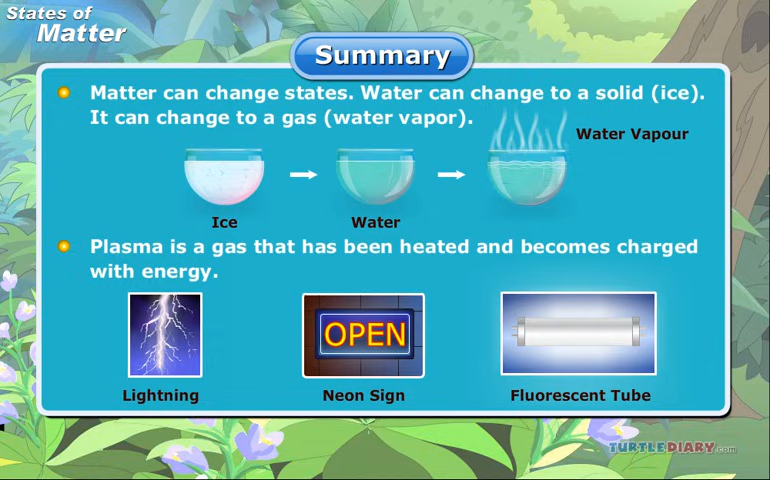 States of
Matter
Summary
Matter can change states. Water can change to a solid (ice).
It can change to a gas (water vapor).
Water Vapour
Ice
Water
Plasma is a gas that has been heated and becomes charged
with energy.
OPEN
Lightning
Neon Sign
Fluorescent Tube
TURTLEDIARY.com